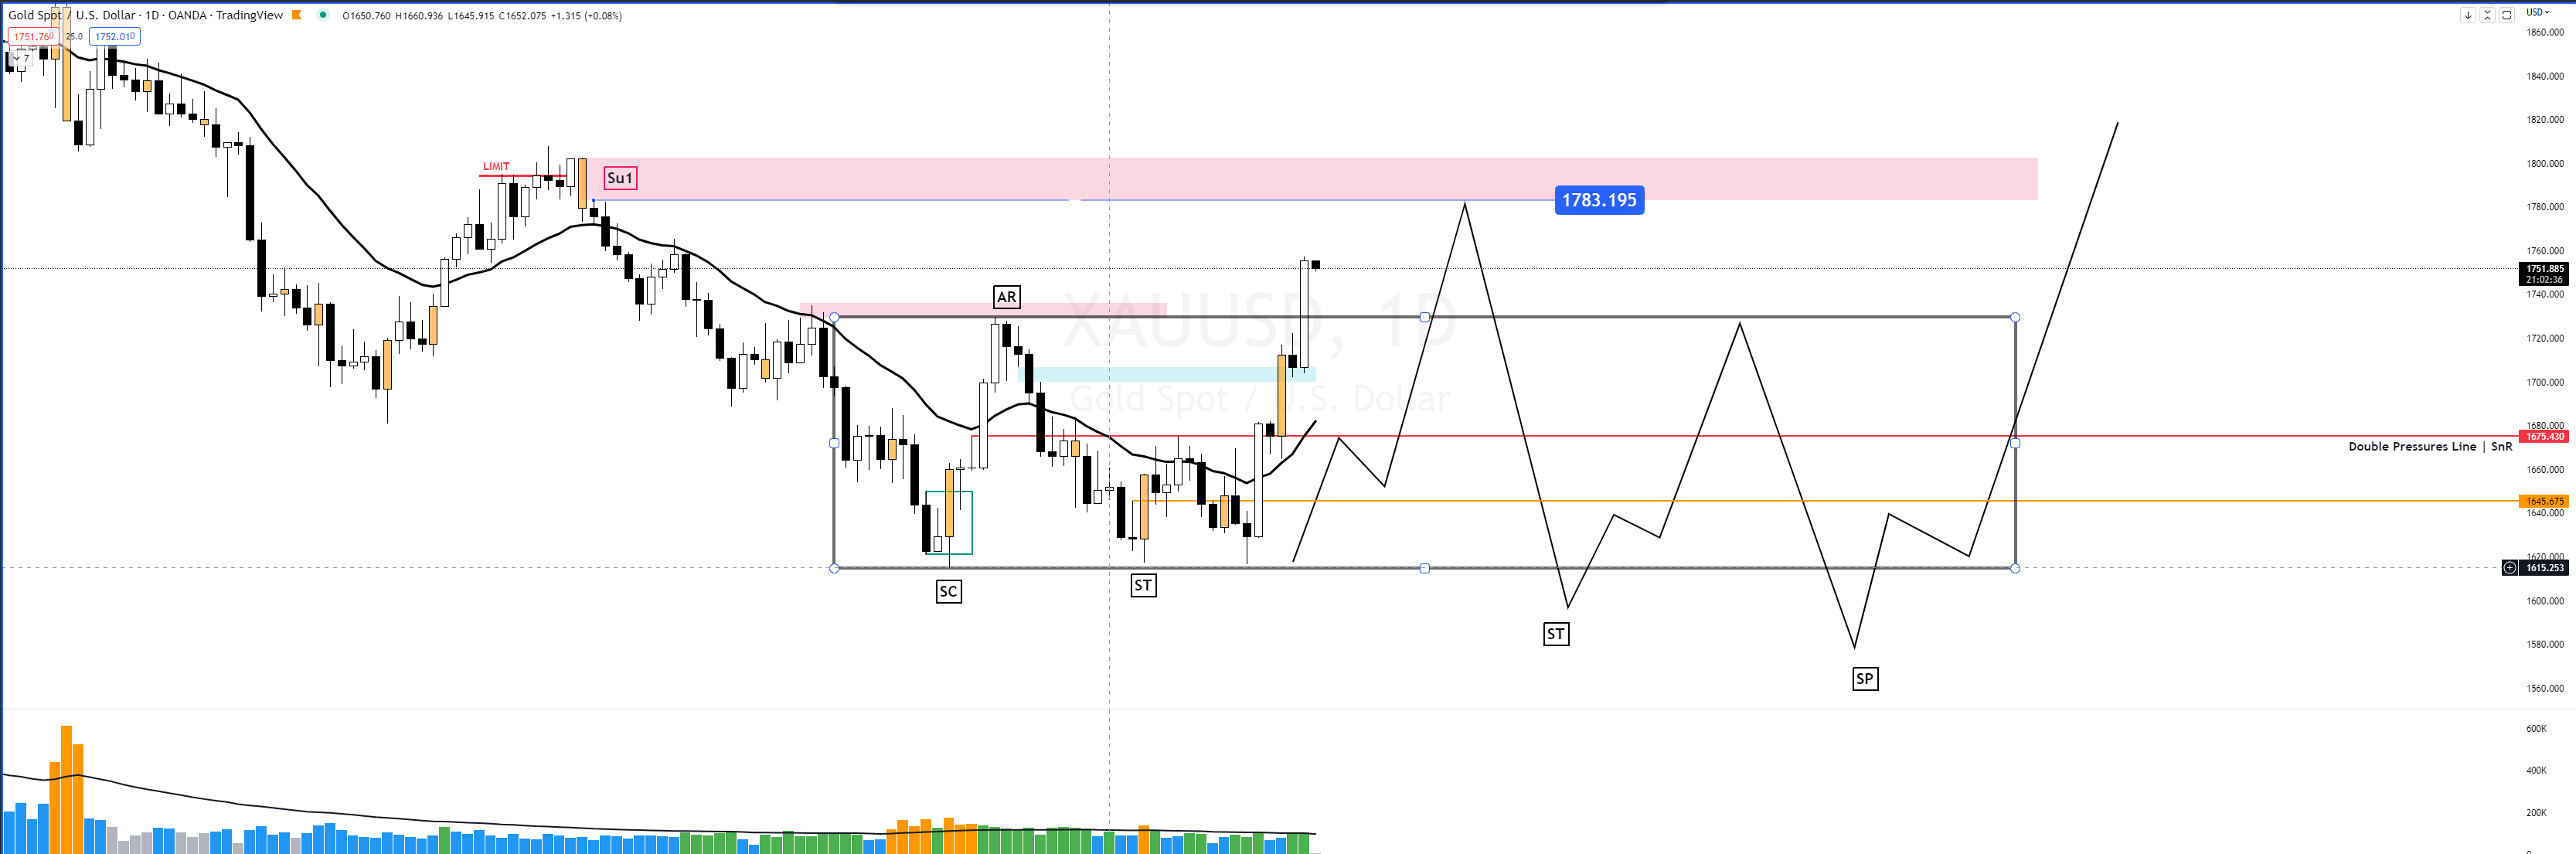 Gold Spot / U.S. Dollar · 1D · OANDA · TradingView O1650.760 H1660.936 L1645.915 C1652.075 +1.315 (+0.08%)
USD
1751.760 25.0 1752.010
7
1860.000
1840.000
1820.000
1800.000
1780.000
1760.000
1751.885
21:02:36
1740.000
1720.000
1700.000
1680.000
1675.430
1660.000
1645.675
1640.000
1620.000
1615.253
1600.000
1580.000
1560.000
600K
400K
200K
0
LIMIT
Su1
1783.195
AR
XAUUSD, 1D
Gold Spot / U.S. Dollar
Double Pressures Line | SnR
SC
ST
ST
SP